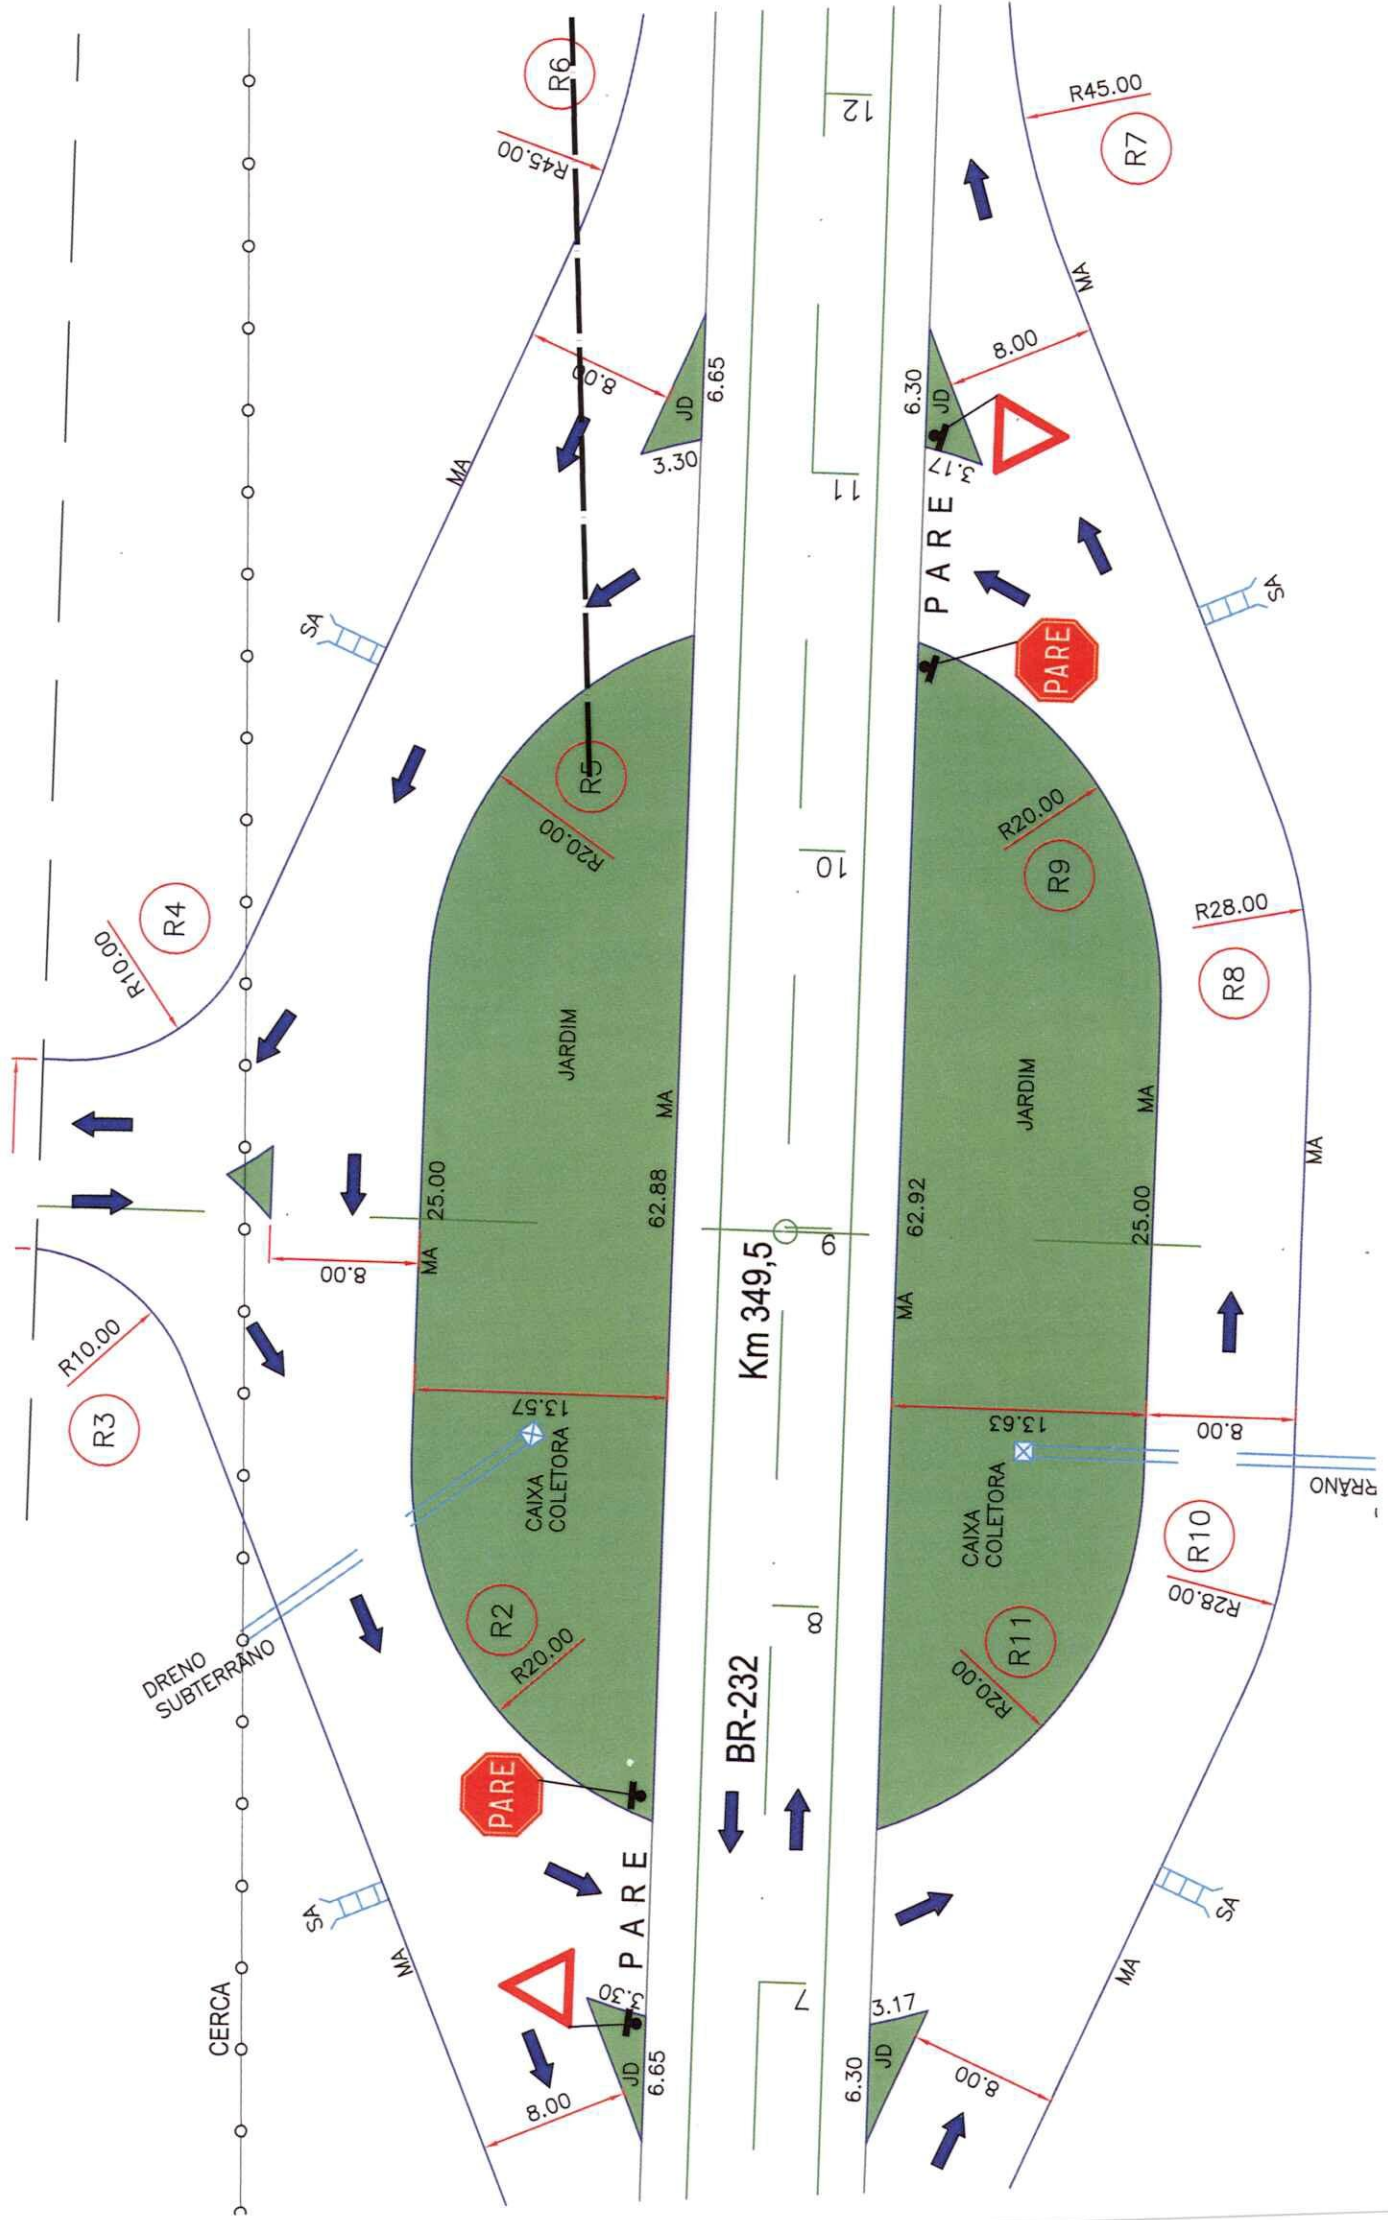 R6
R45.00
12
R45.00
R7
MA
MA
8.00
8.00
6.65
6.30
JD
JD
3.30
3.17
11
MA
PARE
SA
SA
PARE
R5
R20.00
R20.00
R9
10
R4
R10.00
R28.00
R8
JARDIM
JARDIM
MA
MA
MA
25.00
62.88
62.92
25.00
9
Km 349,5
MA
MA
8.00
R10.00
R3
13.57
13.63
8.00
CAIXA
COLETORA
CAIXA
COLETORA
RRÂNO
R10
R28.00
R2
R20.00
R11
R20.00
8
DRENO
SUBTERRÂNO
BR-232
PARE
PARE
SA
SA
MA
MA
CERCA
3.30
7
3.17
JD
6.65
6.30
JD
8.00
8.00